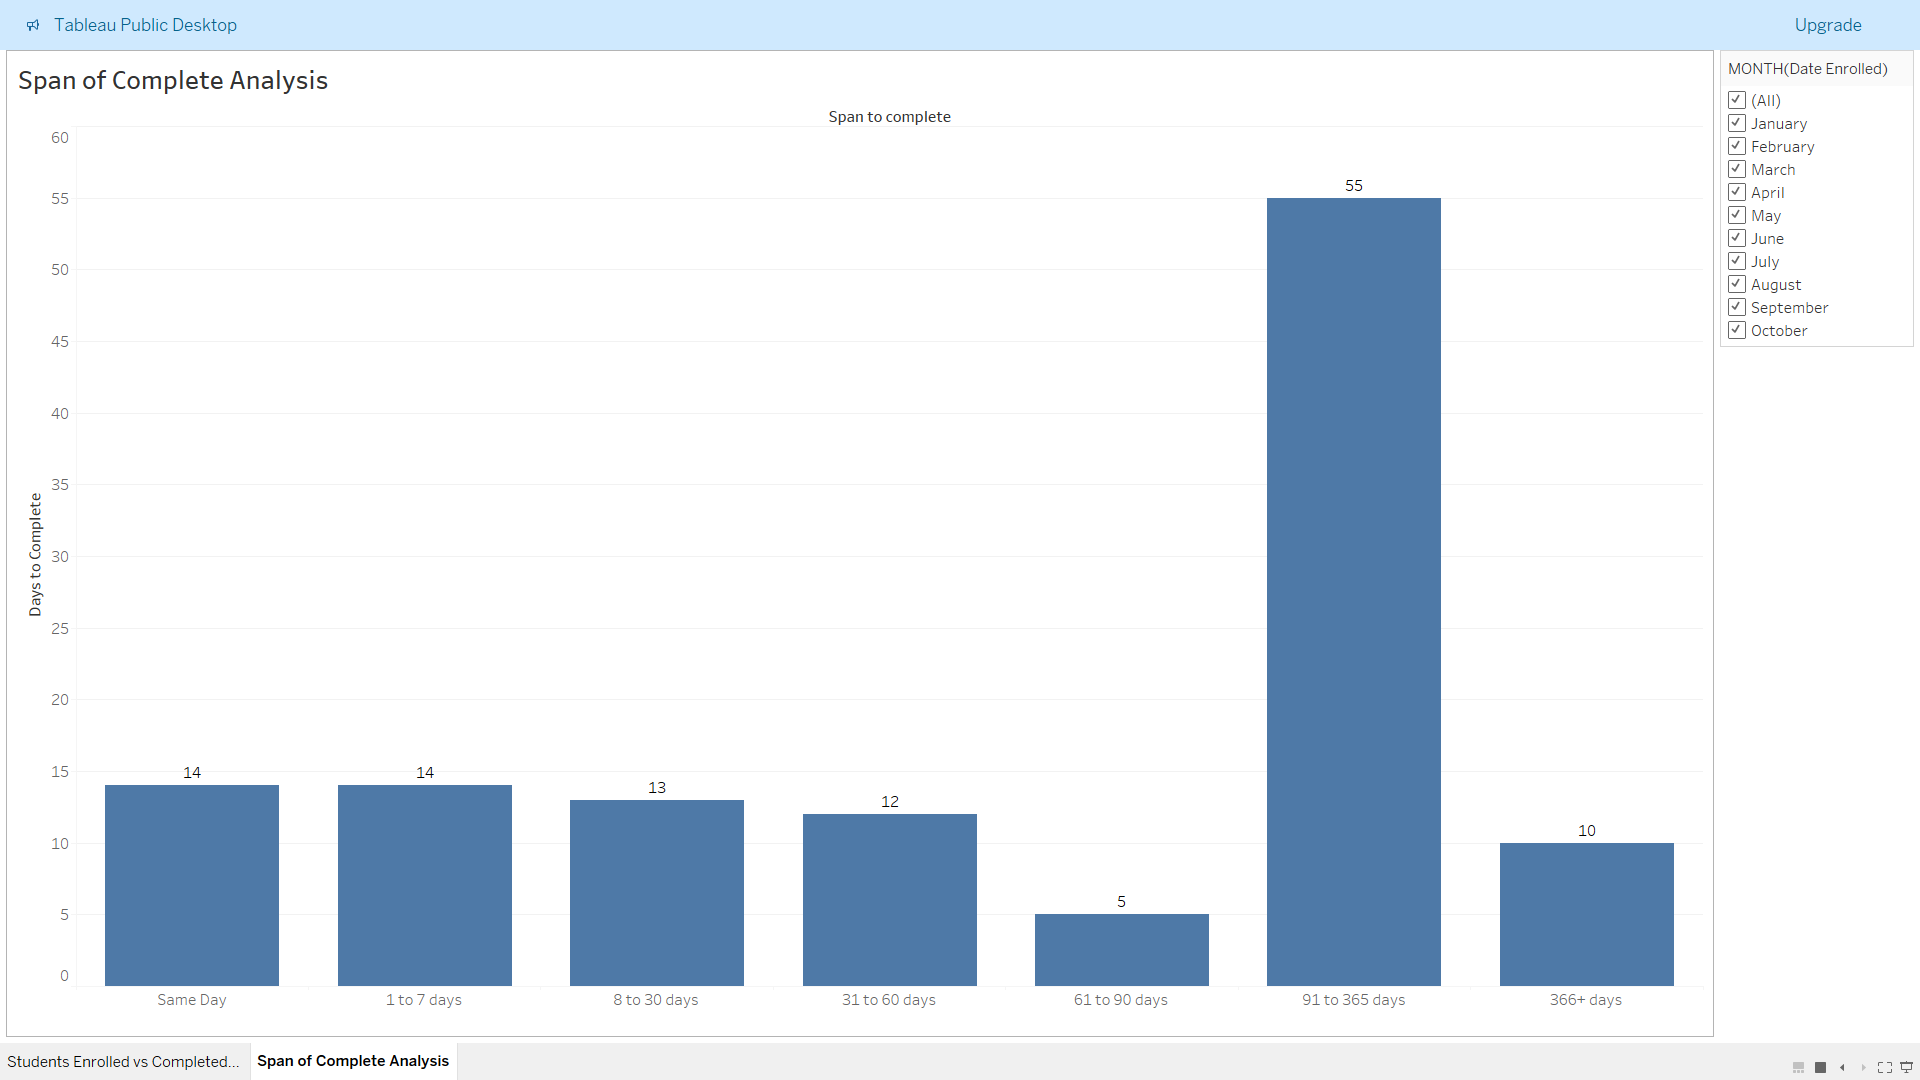 Tableau Public Desktop
Upgrade
Span of Complete Analysis
Span to complete
60
55
50
45
40
35
30
25
20
15
10
5
0
Days to Complete
14
14
13
12
5
55
10
Same Day
1 to 7 days
8 to 30 days
31 to 60 days
61 to 90 days
91 to 365 days
366+ days
MONTH(Date Enrolled)
(All)
January
February
March
April
May
June
July
August
September
October
Students Enrolled vs Completed...
Span of Complete Analysis